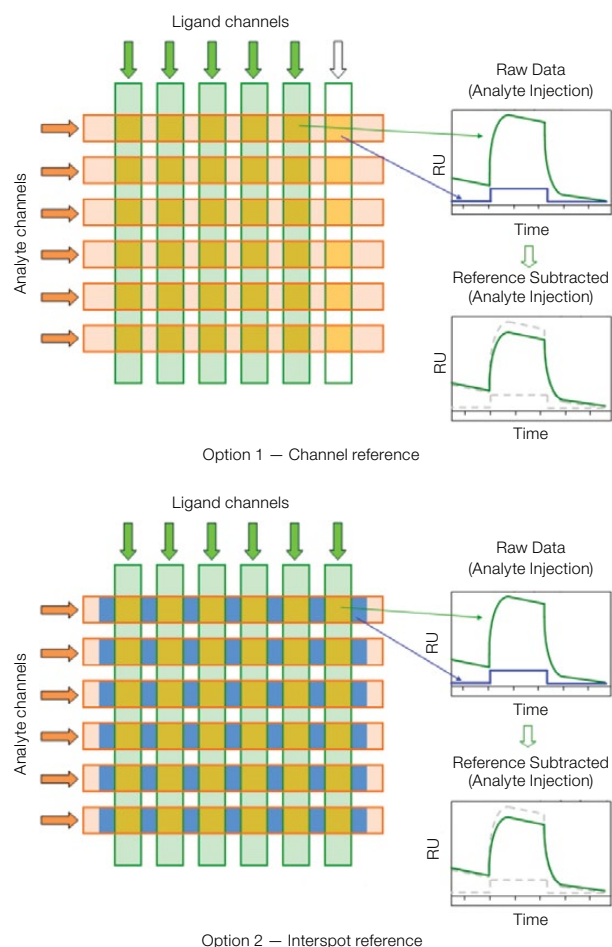 Ligand channels
Analyte channels
Raw Data
(Analyte Injection)
RU
Time
Reference Subtracted
(Analyte Injection)
RU
Time
Option 1 — Channel reference
Ligand channels
Analyte channels
Raw Data
(Analyte Injection)
RU
Time
Reference Subtracted
(Analyte Injection)
RU
Time
Option 2 — Interspot reference